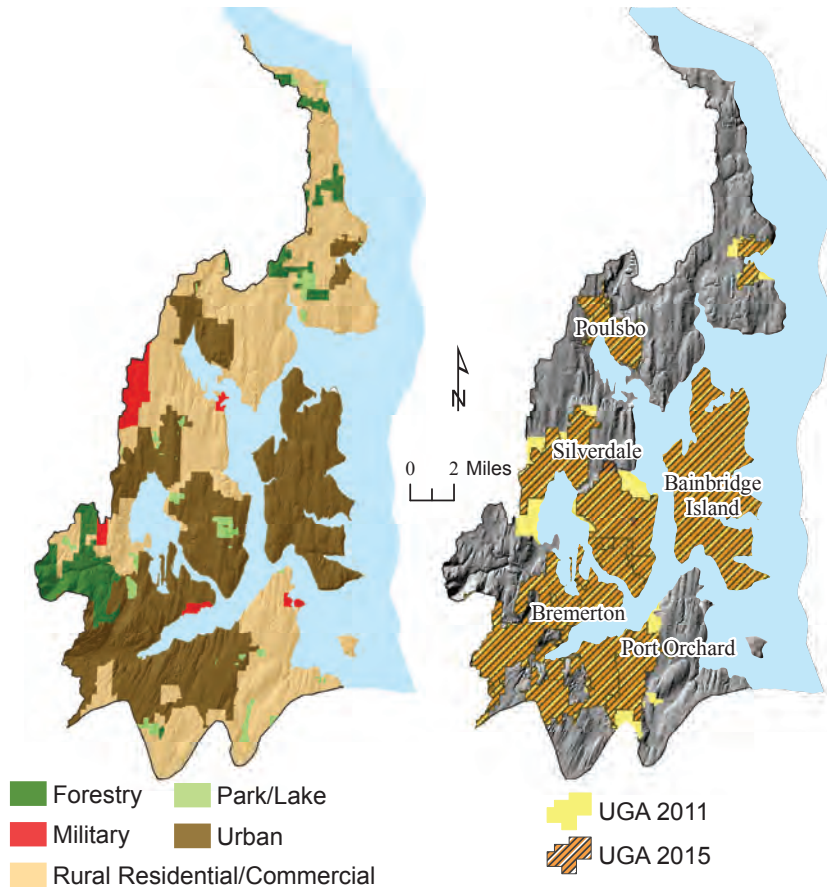 Poulsbo
Silverdale
0 2 Miles
Bainbridge
Island
Bremerton
Port Orchard
N
Forestry
Park/Lake
Military
Urban
Rural Residential/Commercial
UGA 2011
UGA 2015